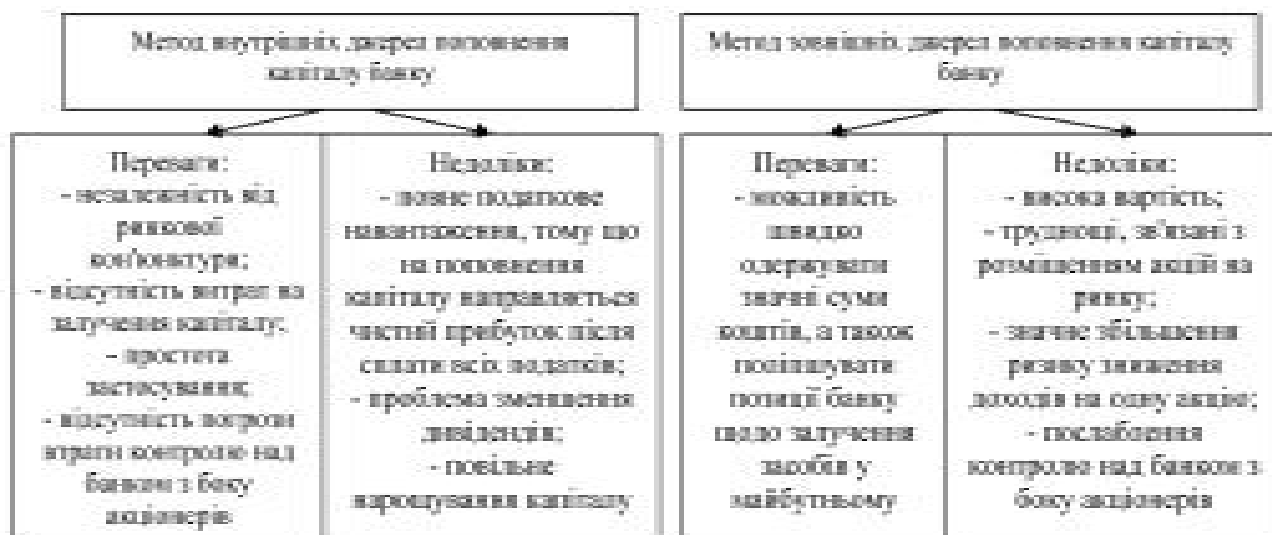 Метод внутрішніх джерел поповнення
капіталу банку
Метод зовнішніх джерел поповнення капіталу
банку
Переваги:
- незалежність від
ринкової
кон'юнктури;
- відсутність витрат на
залучення капіталу;
- простота
застосування;
- відсутність погрози
втрати контролю над
банком з боку
акціонерів
Недоліки:
- повне податкове
навантаження, тому що
на поповнення
капіталу направляється
чистий прибуток після
сплати всіх податків;
- проблема зменшення
дивідендів;
- повільне
нарощування капіталу
Переваги:
- можливість
швидко
одержувати
значні суми
коштів, а також
поліпшувати
позиції банку
щодо залучення
засобів у
майбутньому
Недоліки:
- висока вартість;
- труднощі, зв'язані з
розміщенням акцій на
ринку;
- значне збільшення
ризику зниження
доходів на одну акцію;
- послаблення
контролю над банком з
боку акціонерів